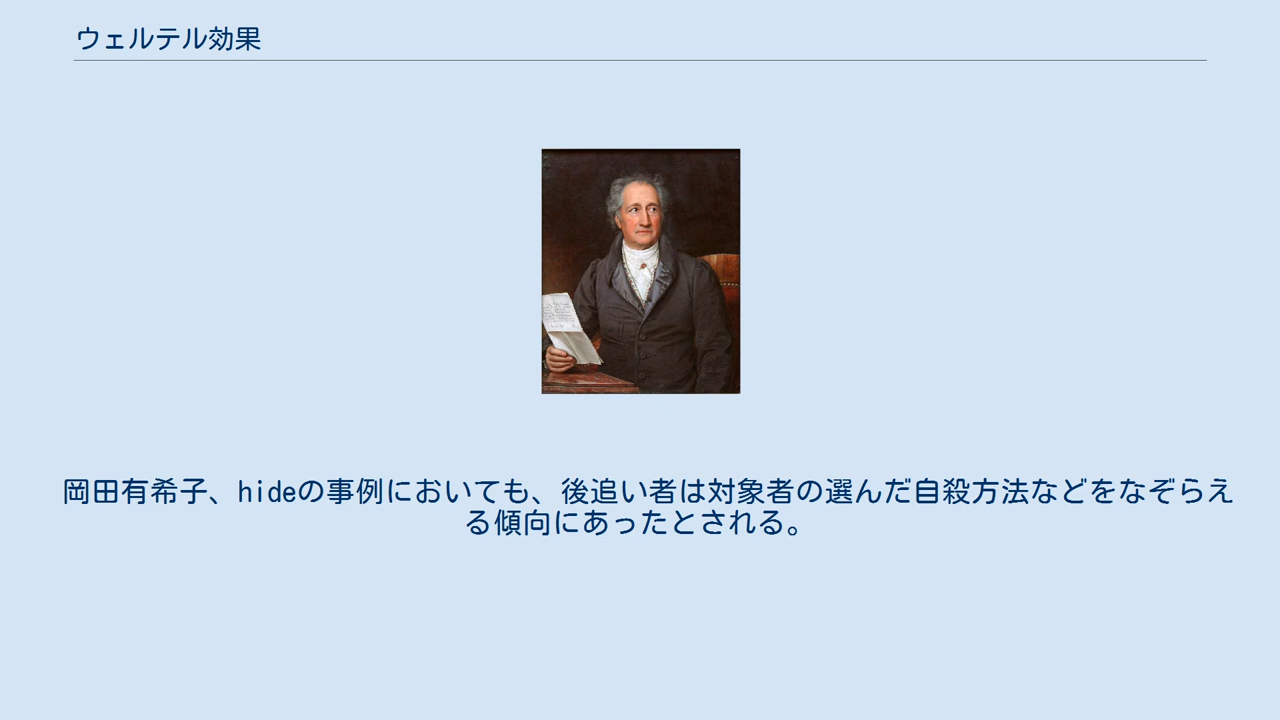 ウェルテル効果
岡田有希子、hideの事例においても、後追い者は対象者の選んだ自殺方法などをなぞらえ
る傾向にあったとされる。